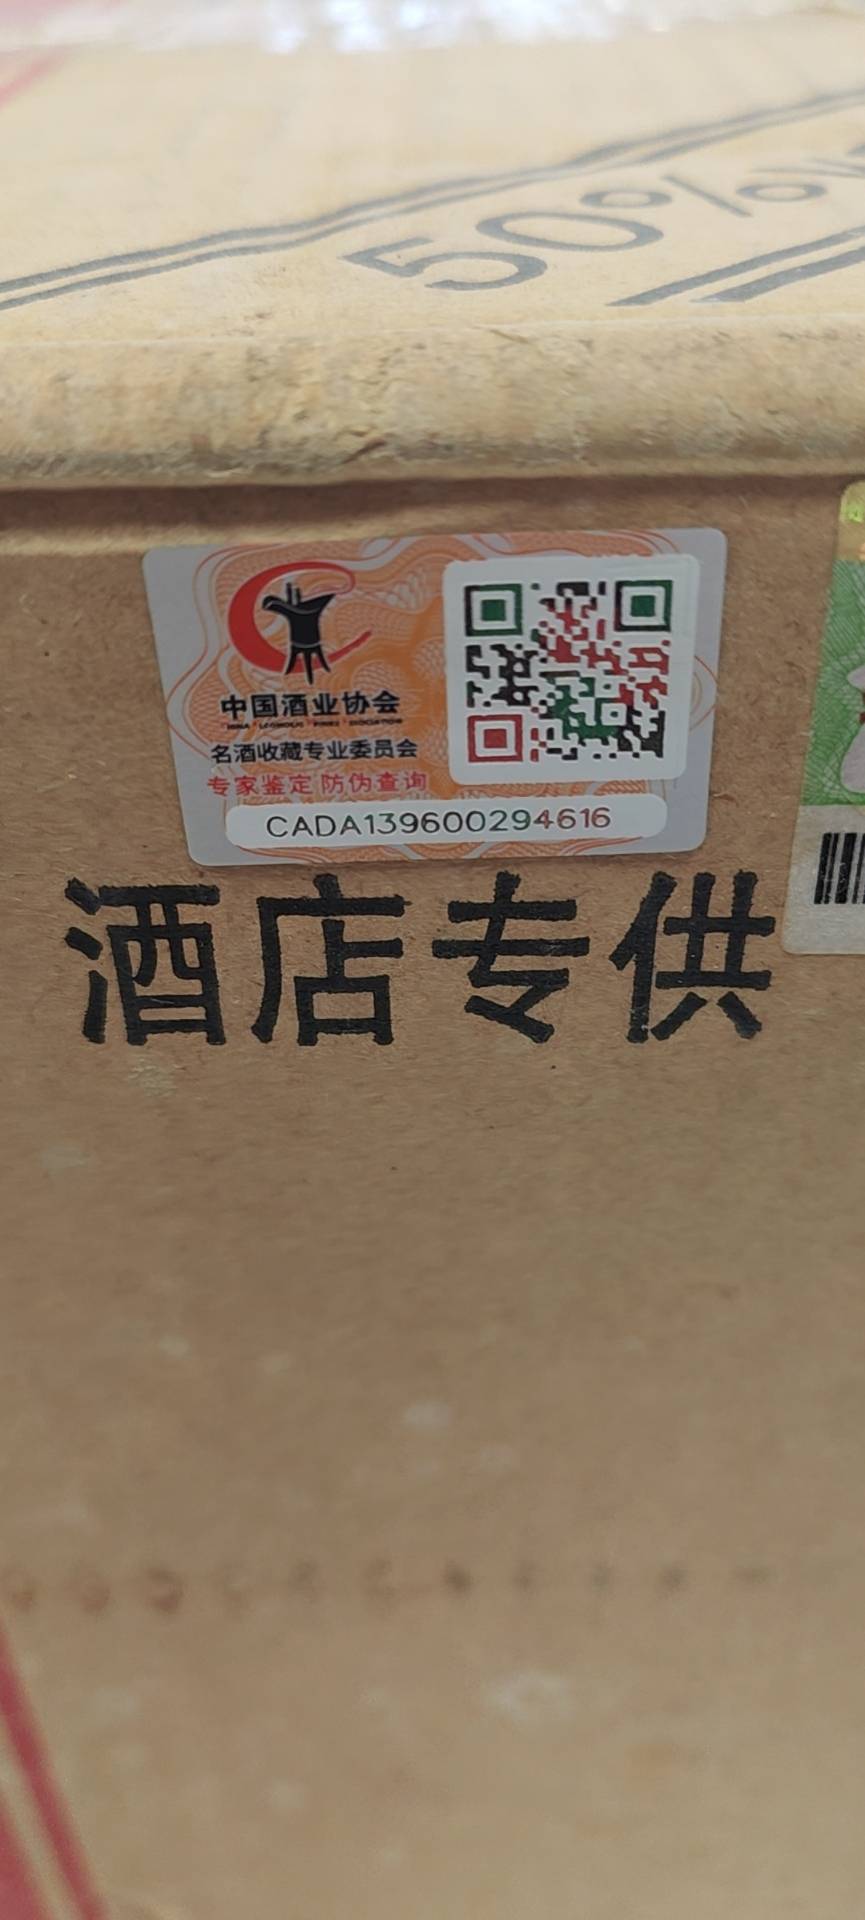 50%
中国酒业协会
名酒收藏专业委员会
专家鉴定 防伪查询
CADA139600294616
酒店专供